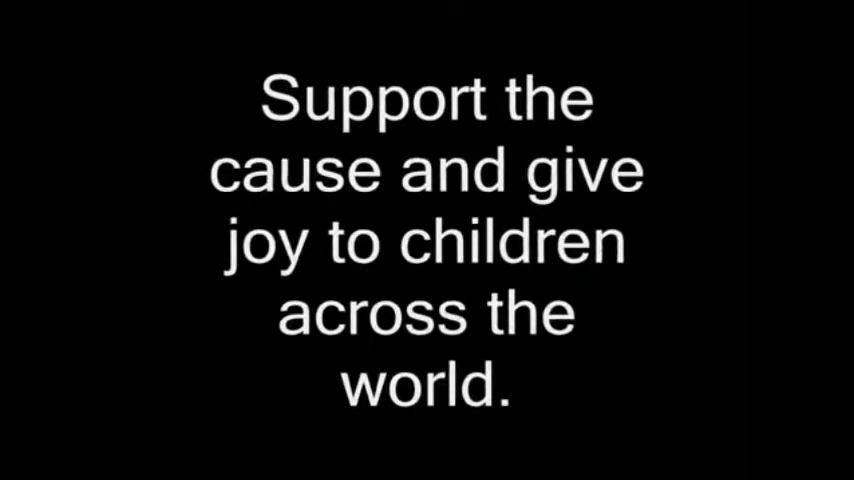 Support the
cause and give
joy to children
across the
world.